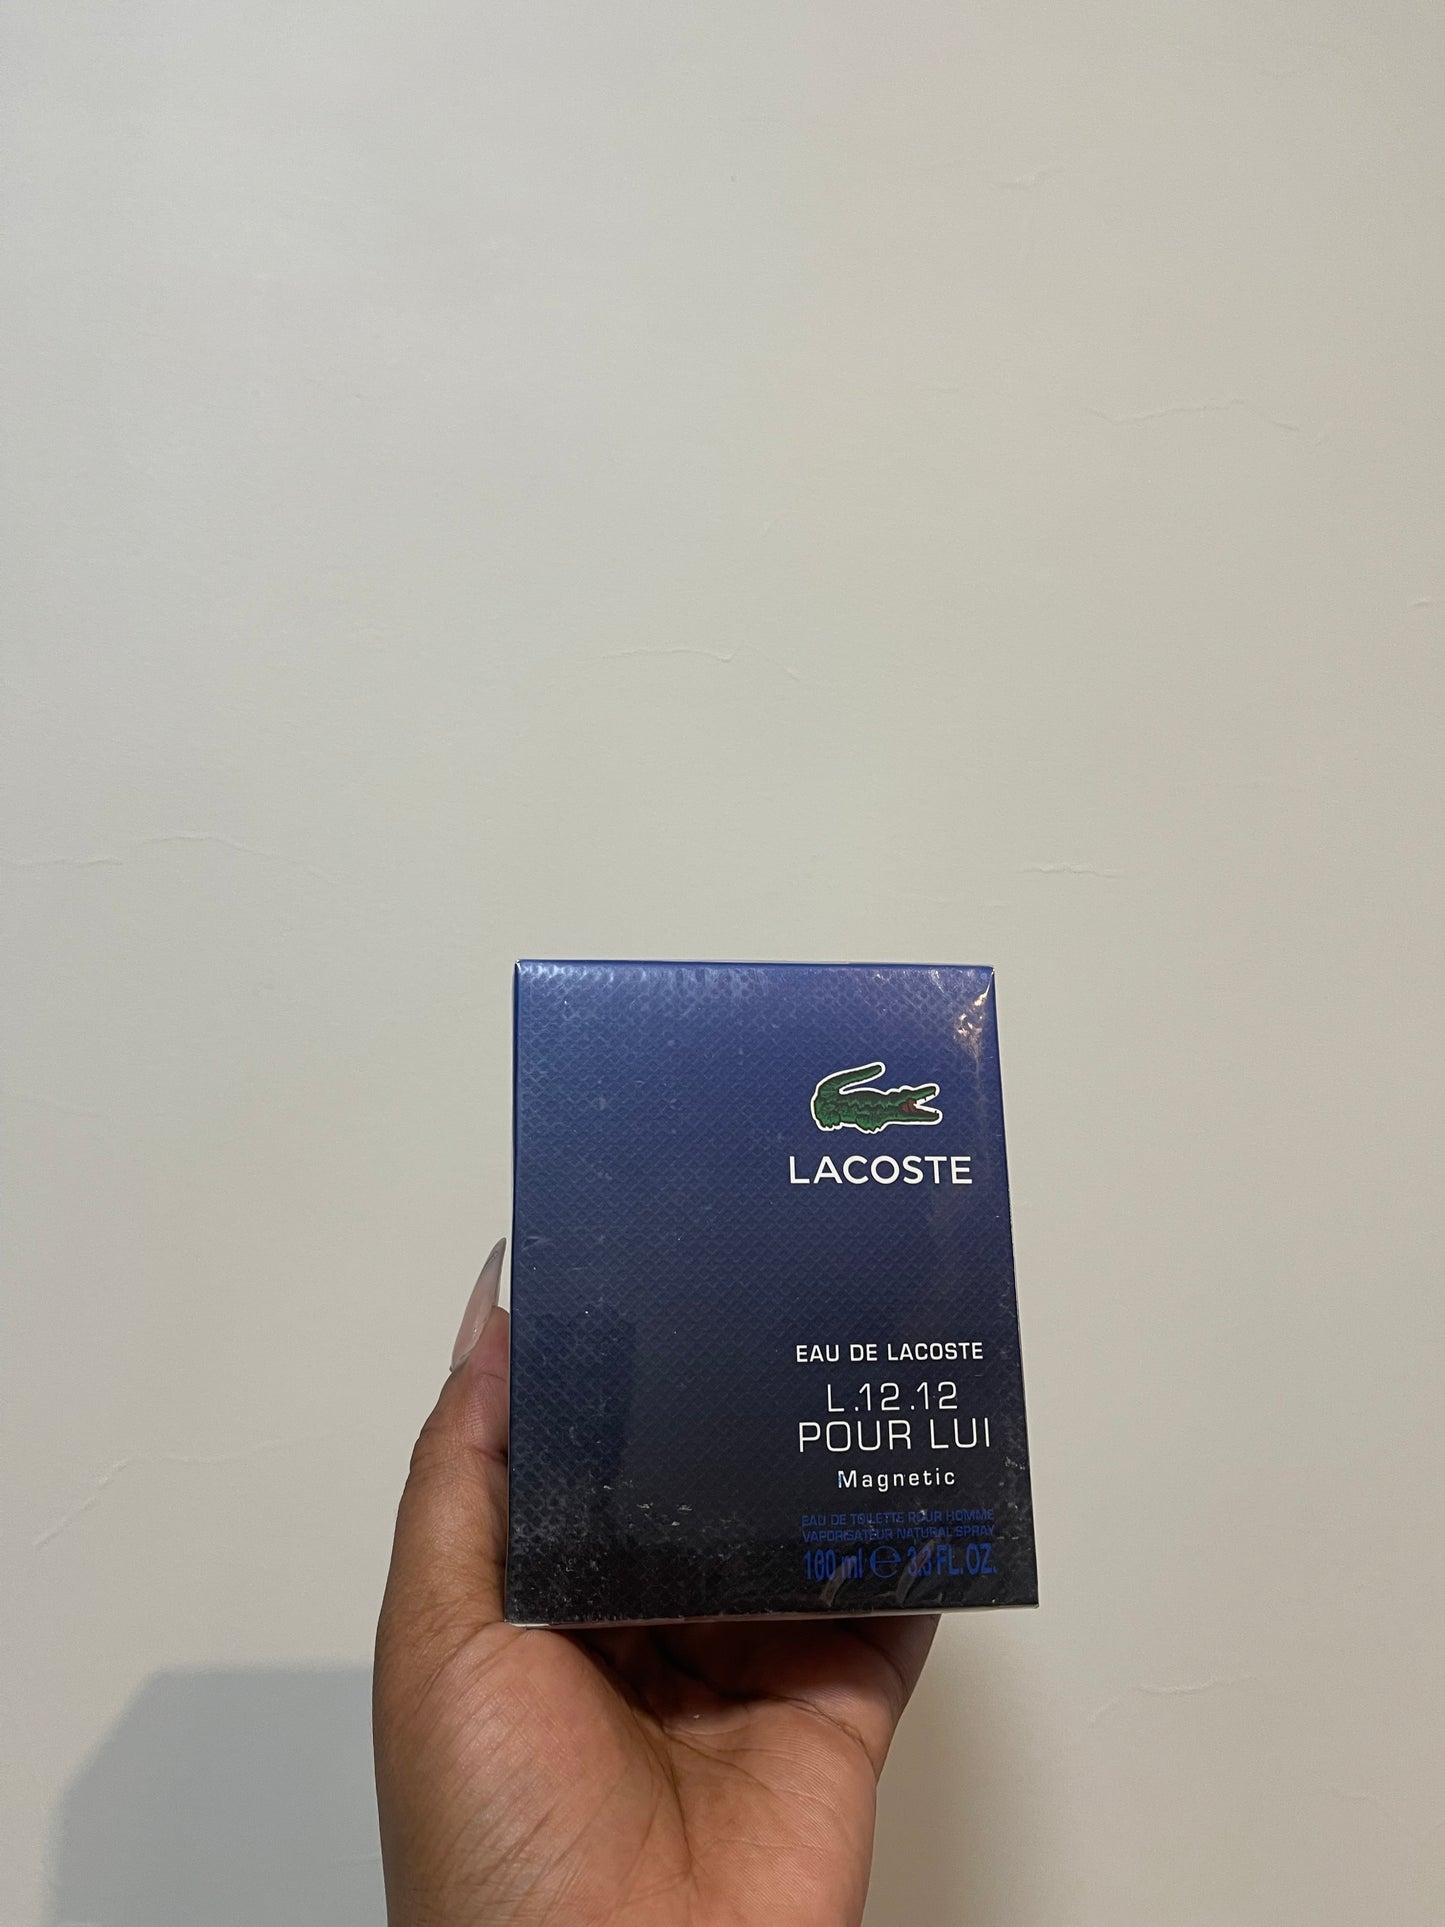 LACOSTE
EAU DE LACOSTE
L.12.12
POUR LUI
Magnetic
EAU DE TOILETTE POUR HOMME
VAPORISATEUR NATURAL SPRAY
100 ml e 3.3 FL.OZ.